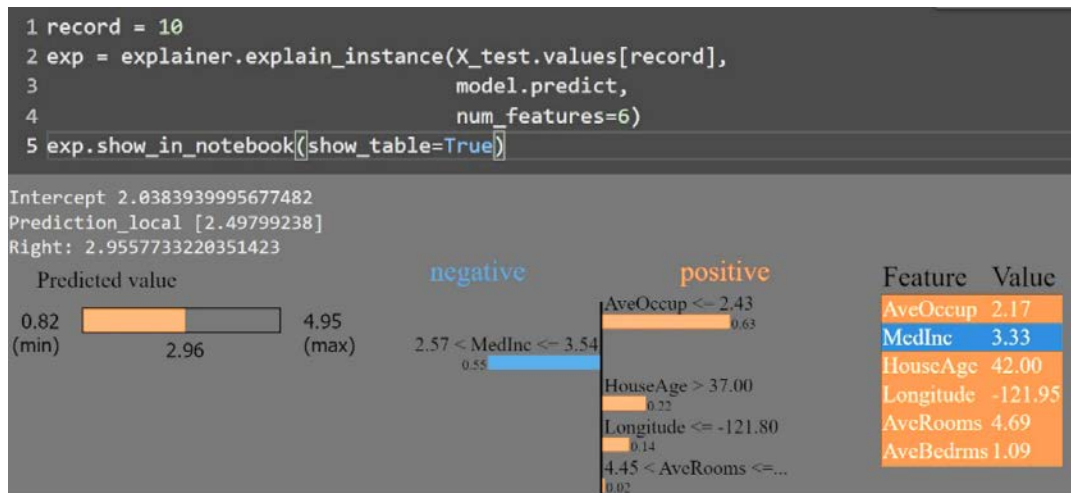 1 record = 10
2 exp = explainer.explain_instance(X_test.values[record],
3 model.predict,
4 num_features=6)
5 exp.show_in_notebook(show_table=True)
Intercept 2.0383939995677482
Prediction_local [2.49799238]
Right: 2.9557733220351423
Predicted value
0.82
(min)
2.96
4.95
(max)
negative
positive
AveOccup <= 2.43
0.63
2.57 < MedInc <= 3.54
0.55
HouseAge > 37.00
0.22
Longitude <= -121.80
0.14
4.45 < AveRooms <=...
0.02
Feature Value
AveOccup 2.17
MedInc 3.33
HouseAge 42.00
Longitude -121.95
AveRooms 4.69
AveBedrms 1.09